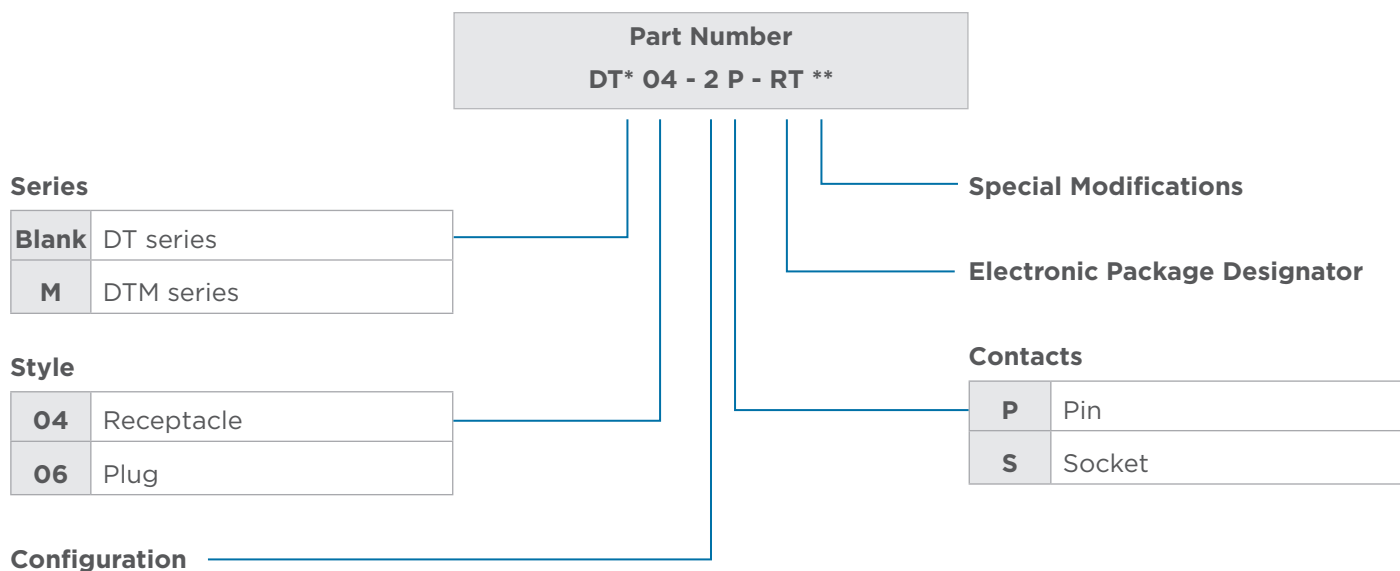 Part Number
DT* 04 - 2 P - RT **
Series
Blank DT series
M DTM series
Style
04 Receptacle
06 Plug
Configuration
Special Modifications
Electronic Package Designator
Contacts
P Pin
S Socket